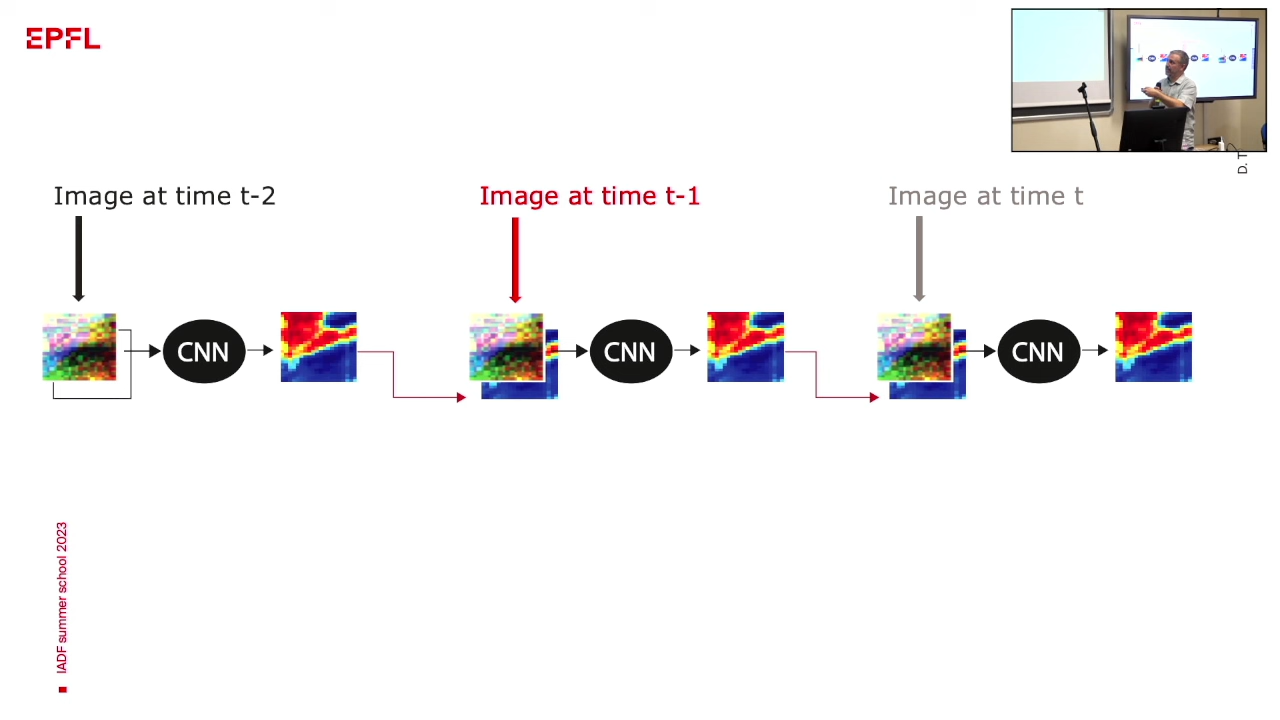 EPFL
D. T
Image at time t-2
Image at time t-1
Image at time t
CNN
CNN
CNN
IADF summer school 2023